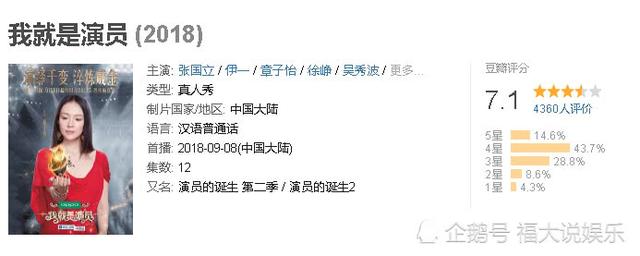 我就是演员 (2018)
演绎千变 淬炼成金
OPPO
我就是演员
主演: 张国立 / 伊一 / 章子怡 / 徐峥 / 吴秀波 / 更多...
类型: 真人秀
制片国家/地区: 中国大陆
语言: 汉语普通话
首播: 2018-09-08(中国大陆)
集数: 12
又名: 演员的诞生 第二季 / 演员的诞生2
豆瓣评分
7.1
4360人评价
5星 14.6%
4星 43.7%
3星 28.8%
2星 8.6%
1星 4.3%
企鹅号 福大说娱乐